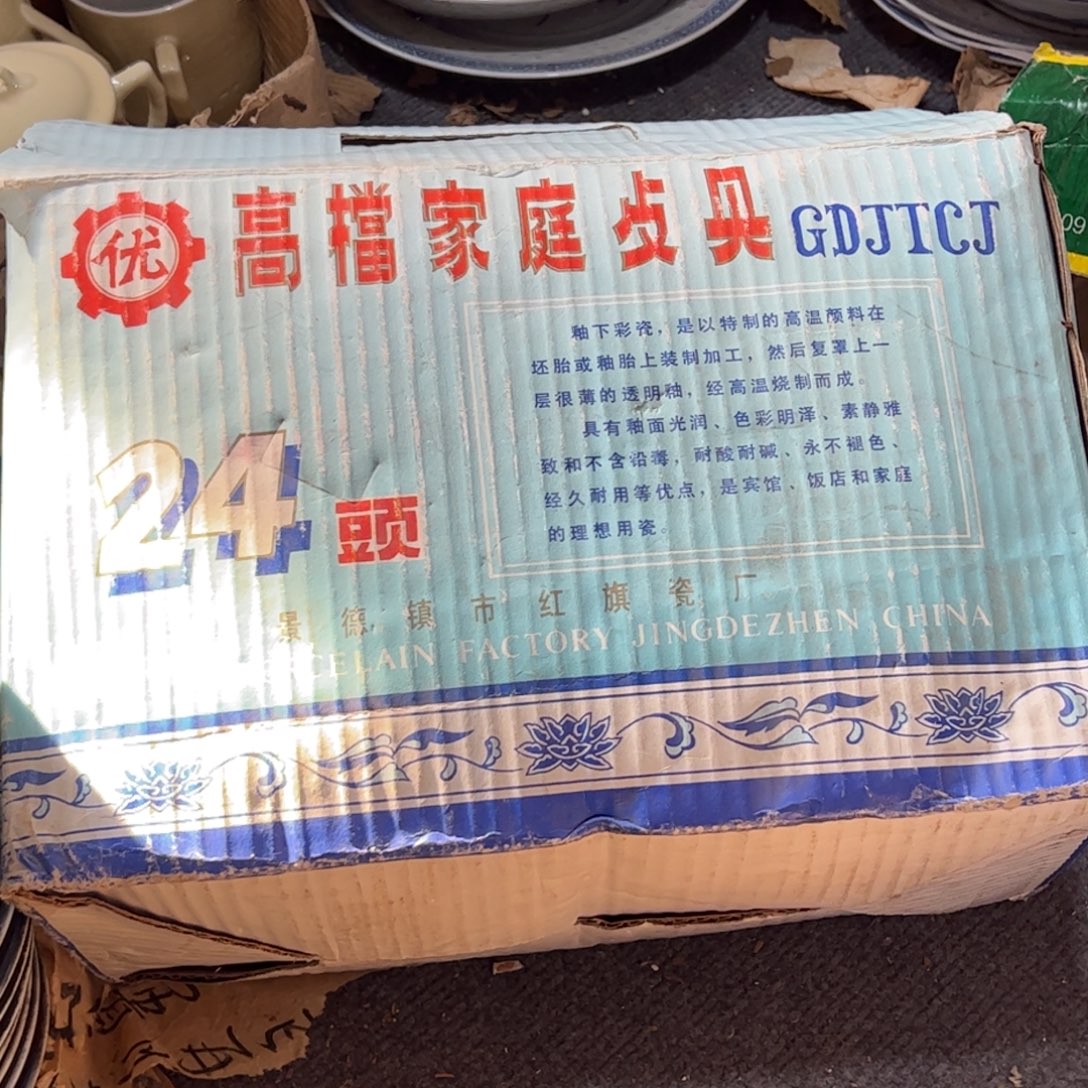 优
高檔家庭贞具 GDJTCJ
釉下彩瓷，是以特制的高温颜料在
坯胎或釉胎上装制加工，然后复罩上一
层很薄的透明釉，经高温烧制而成。
具有釉面光润、色彩明泽、素静雅
致和不含沿毒，耐酸耐碱、永不褪色、
经久耐用等优点，是宾馆、饭店和家庭
的理想用瓷。
24頭
景德镇市红旗瓷厂
CELAIN FACTORY JINGDEZHEN CHINA
09